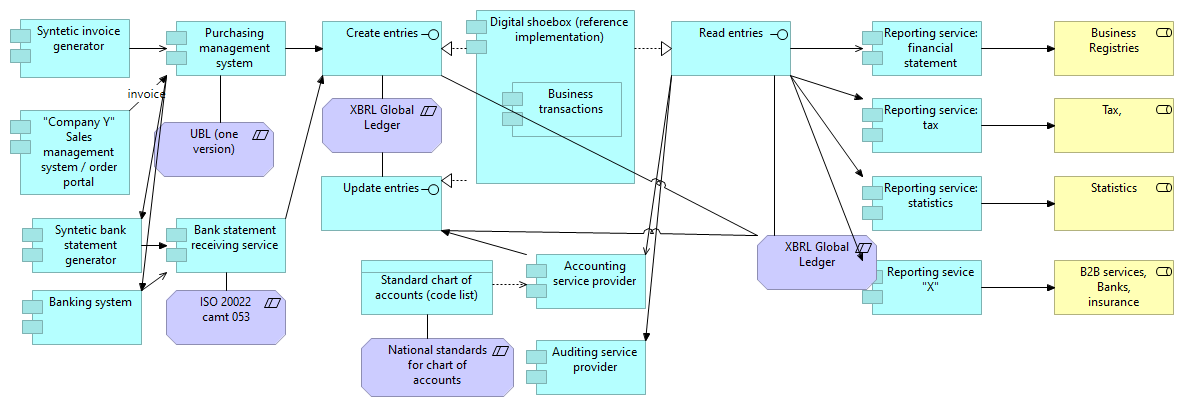 Syntetic invoice
generator
Purchasing
management
system
Create entries
Digital shoebox (reference
implementation)
Read entries
Reporting service:
financial
statement
Business
Registries
invoice
Business
transactions
"Company Y"
Sales
management
system / order
portal
UBL (one
version)
XBRL Global
Ledger
Reporting service:
tax
Tax,
Update entries
Reporting service:
statistics
Statistics
Syntetic bank
statement
generator
Bank statement
receiving service
XBRL Global
Ledger
Accounting
service provider
Standard chart of
accounts (code list)
Reporting sevice
"X"
B2B services,
Banks,
insurance
Banking system
ISO 20022
camt 053
National standards
for chart of
accounts
Auditing service
provider